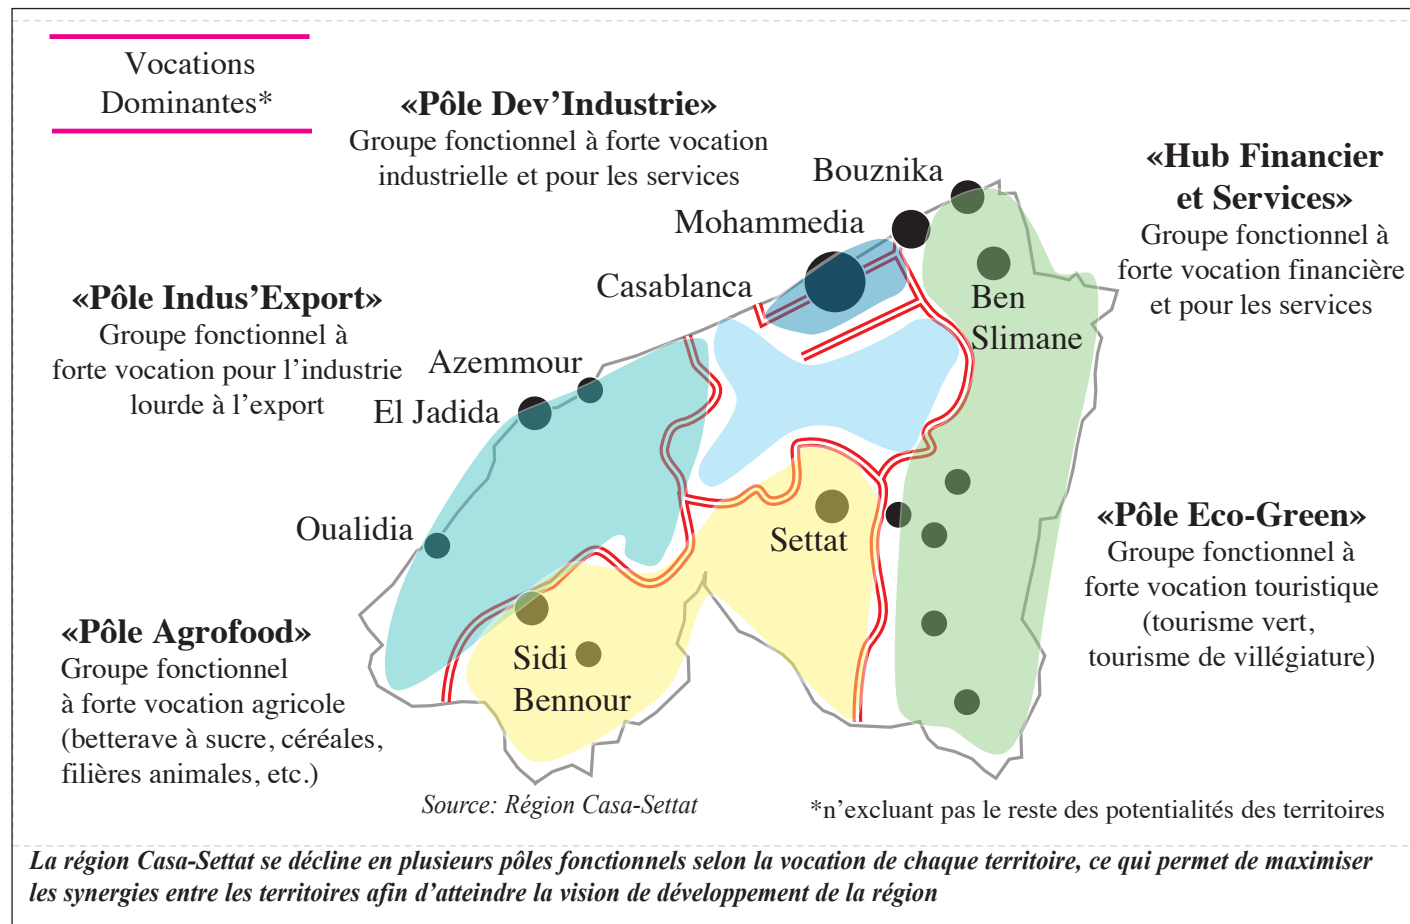 Vocations
Dominantes*
«Pôle Dev’Industrie»
Groupe fonctionnel à forte vocation
industrielle et pour les services
«Hub Financier
et Services»
Groupe fonctionnel à
forte vocation financière
et pour les services
Bouznika
Mohammedia
Casablanca
Ben
Slimane
«Pôle Indus’Export»
Groupe fonctionnel à
forte vocation pour l’industrie
lourde à l’export
Azemmour
El Jadida
Oualidia
Settat
Sidi
Bennour
«Pôle Eco-Green»
Groupe fonctionnel à
forte vocation touristique
(tourisme vert,
tourisme de villégiature)
«Pôle Agrofood»
Groupe fonctionnel
à forte vocation agricole
(betterave à sucre, céréales,
filières animales, etc.)
Source: Région Casa-Settat
*n’excluant pas le reste des potentialités des territoires
La région Casa-Settat se décline en plusieurs pôles fonctionnels selon la vocation de chaque territoire, ce qui permet de maximiser
les synergies entre les territoires afin d’atteindre la vision de développement de la région